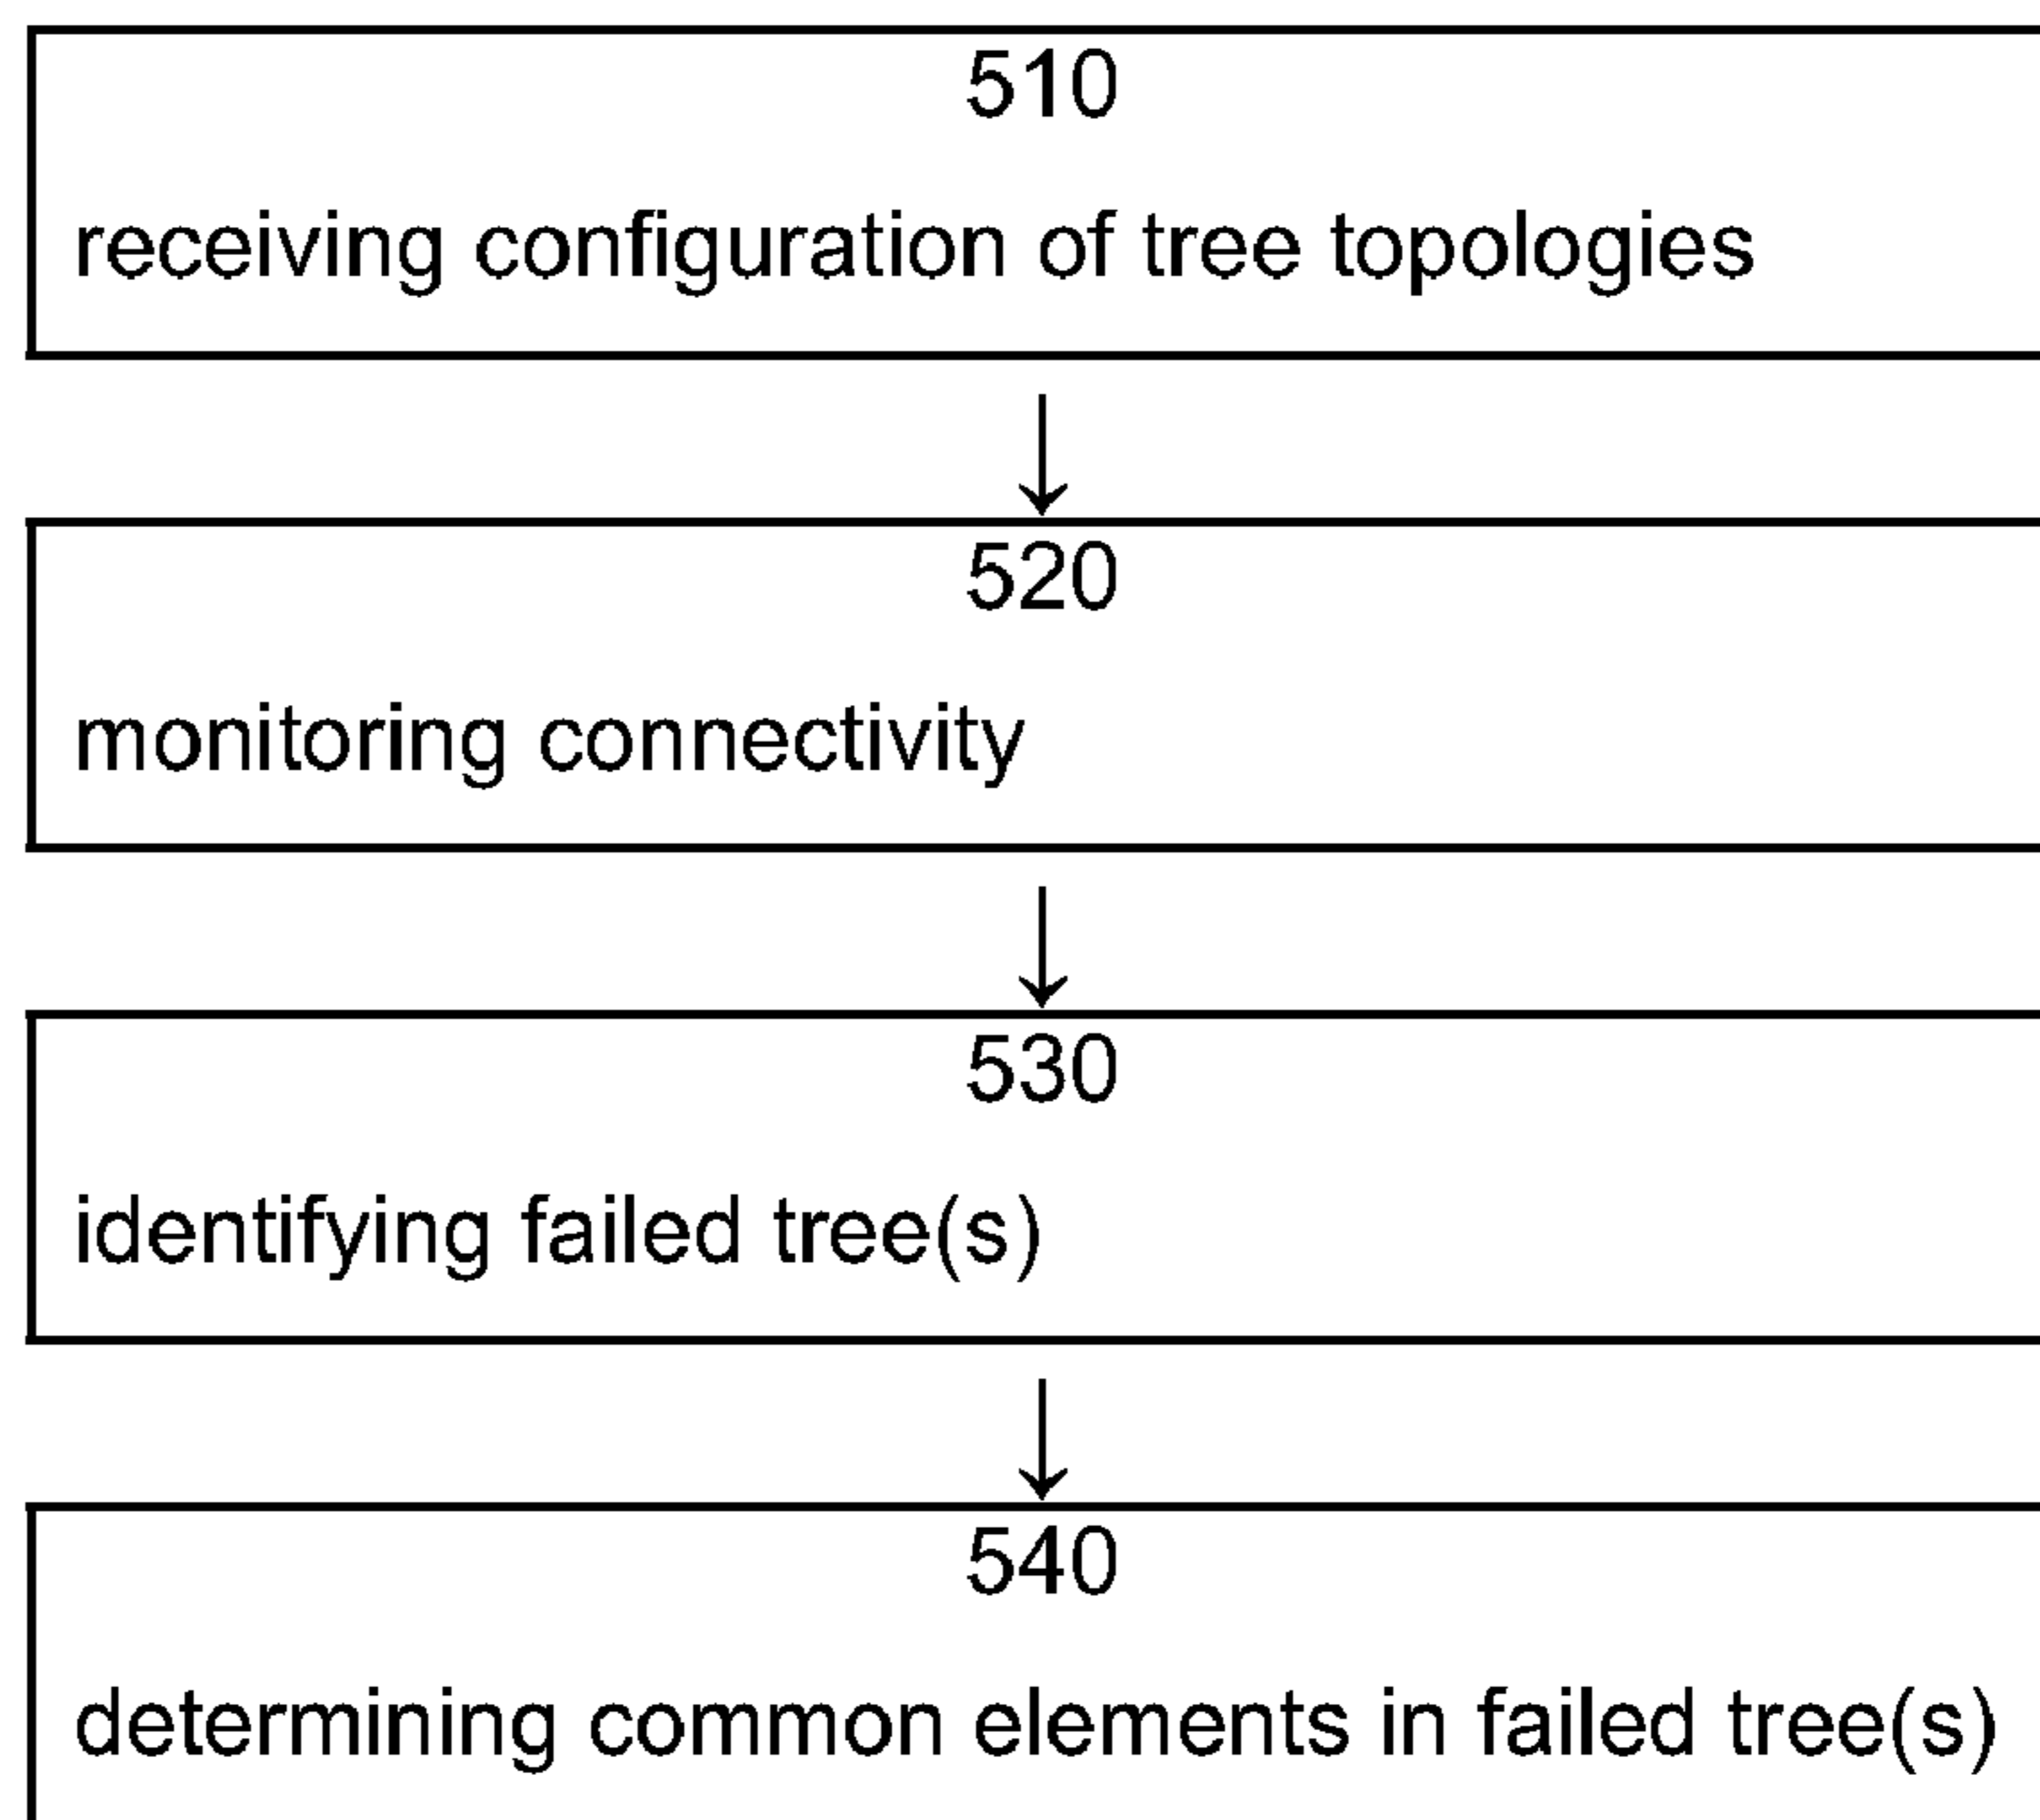 510
receiving configuration of tree topologies
520
monitoring connectivity
530
identifying failed tree(s)
540
determining common elements in failed tree(s)